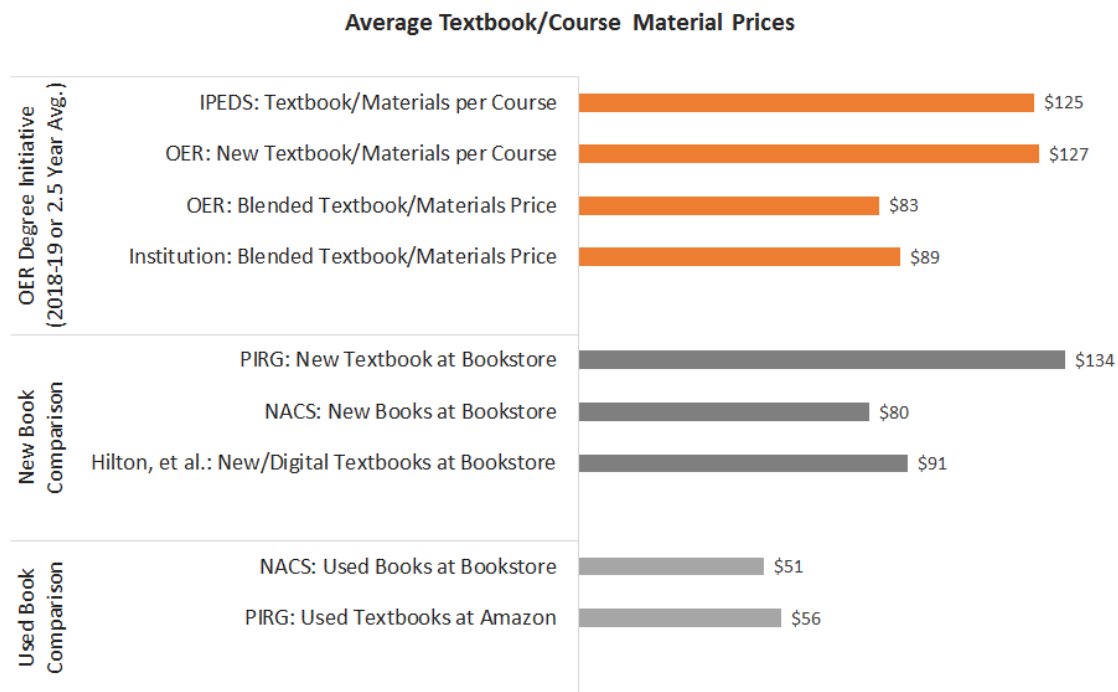 Average Textbook/Course Material Prices
OER Degree Initiative
(2018-19 or 2.5 Year Avg.)
IPEDS: Textbook/Materials per Course
$125
OER: New Textbook/Materials per Course
$127
OER: Blended Textbook/Materials Price
$83
Institution: Blended Textbook/Materials Price
$89
New Book
Comparison
PIRG: New Textbook at Bookstore
$134
NACS: New Books at Bookstore
$80
Hilton, et al.: New/Digital Textbooks at Bookstore
$91
Used Book
Comparison
NACS: Used Books at Bookstore
$51
PIRG: Used Textbooks at Amazon
$56